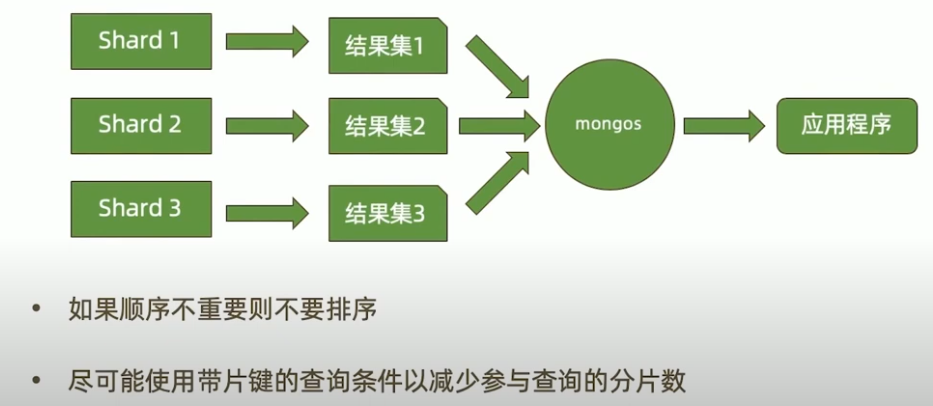 Shard 1
结果集1
Shard 2
结果集2
mongos
应用程序
Shard 3
结果集3
• 如果顺序不重要则不要排序
• 尽可能使用带片键的查询条件以减少参与查询的分片数